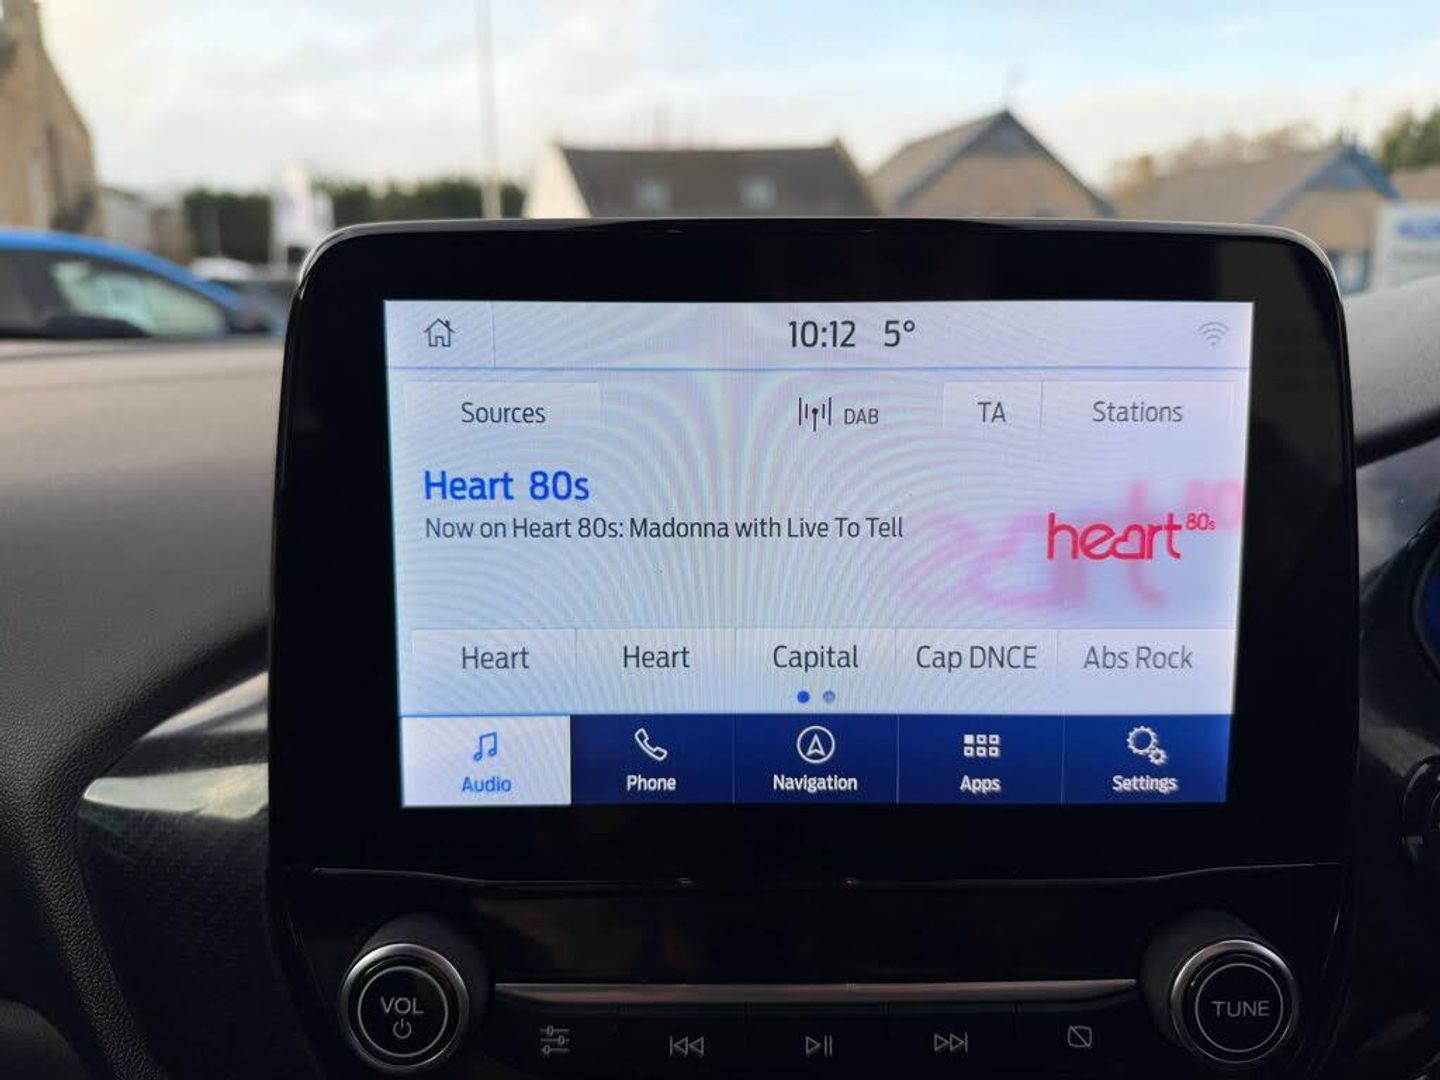 10:12 5°
Sources
DAB
TA
Stations
Heart 80s
Now on Heart 80s: Madonna with Live To Tell
heart 80s
Heart
Heart
Capital
Cap DNCE
Abs Rock
Audio
Phone
Navigation
Apps
Settings
VOL
TUNE